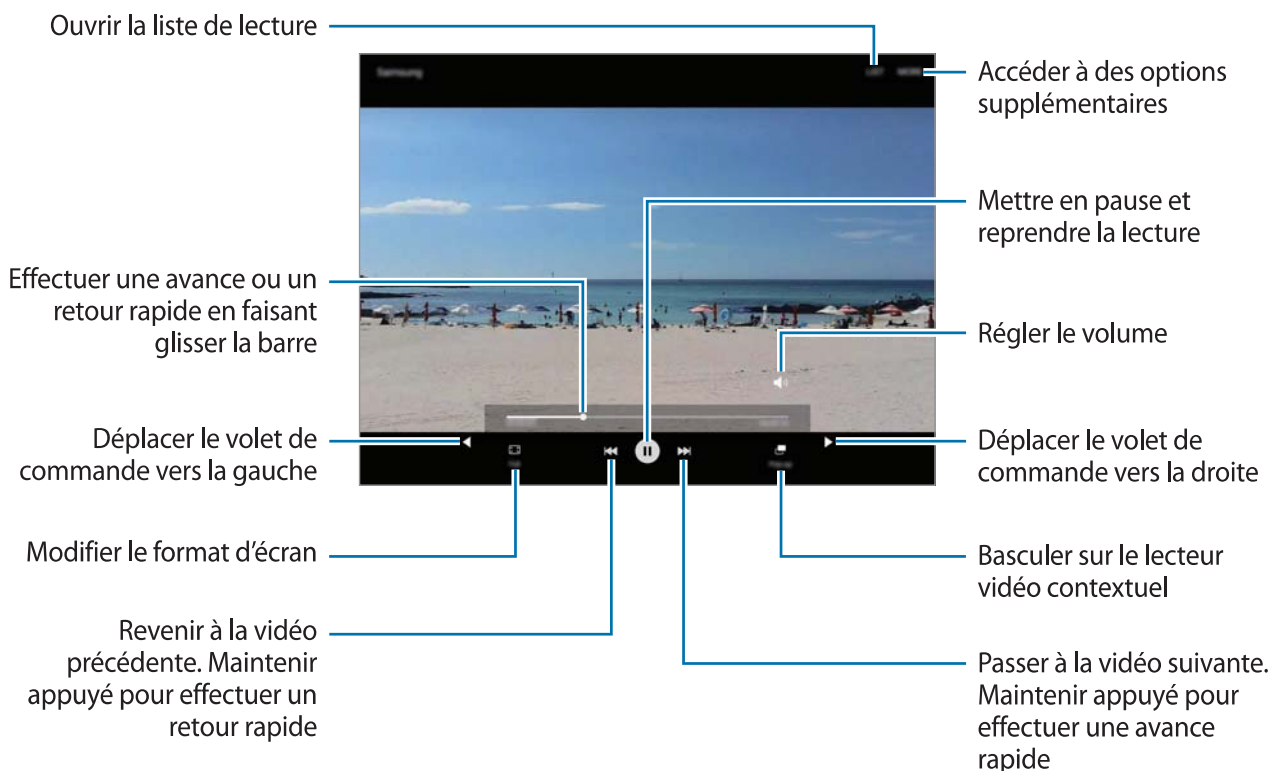 Ouvrir la liste de lecture
Samsung
LIST
MORE
Accéder à des options
supplémentaires
Mettre en pause et
reprendre la lecture
Effectuer une avance ou un
retour rapide en faisant
glisser la barre
Régler le volume
Déplacer le volet de
commande vers la gauche
Déplacer le volet de
commande vers la droite
Modifier le format d’écran
Basculer sur le lecteur
vidéo contextuel
Revenir à la vidéo
précédente. Maintenir
appuyé pour effectuer un
retour rapide
Passer à la vidéo suivante.
Maintenir appuyé pour
effectuer une avance
rapide